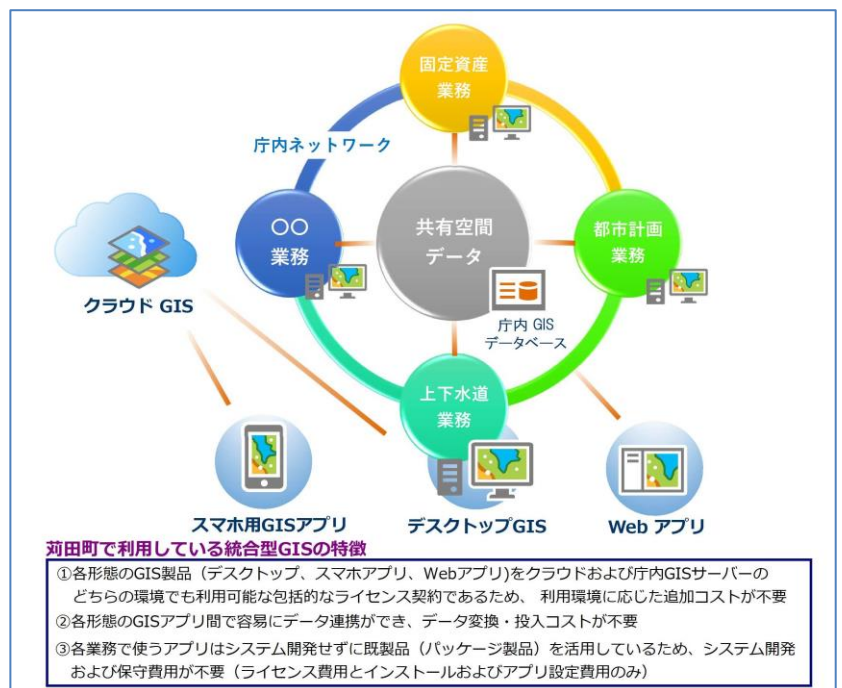 固定資産
業務
庁内ネットワーク
〇〇
業務
共有空間
データ
都市計画
業務
クラウド GIS
庁内 GIS
データベース
上下水道
業務
スマホ用GISアプリ
デスクトップGIS
Web アプリ
苅田町で利用している統合型GISの特徴
①各形態のGIS製品（デスクトップ、スマホアプリ、Webアプリ)をクラウドおよび庁内GISサーバーの
どちらの環境でも利用可能な包括的なライセンス契約であるため、 利用環境に応じた追加コストが不要
②各形態のGISアプリ間で容易にデータ連携ができ、データ変換・投入コストが不要
③各業務で使うアプリはシステム開発せずに既製品（パッケージ製品）を活用しているため、システム開発
および保守費用が不要（ライセンス費用とインストールおよびアプリ設定費用のみ）